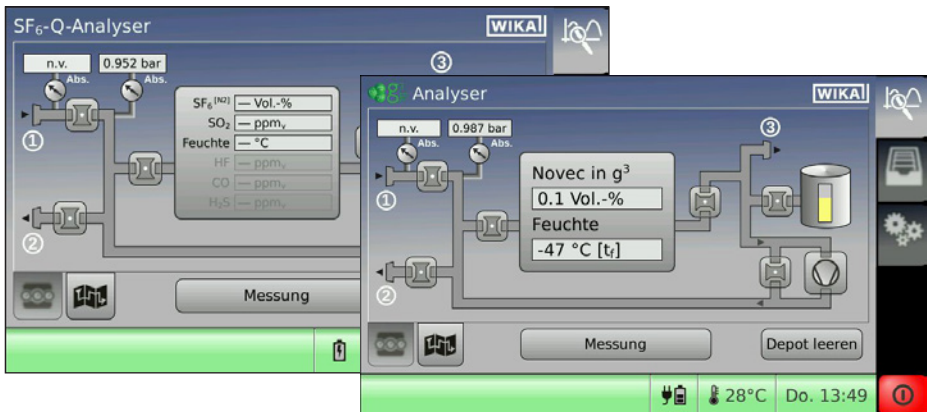 SF₆-Q-Analyser WIKA
n.v. 0.952 bar
Abs. Abs.
①
②
③
SF₆ [N2] — Vol.-%
SO₂ — ppmᵥ
Feuchte — °C
HF — ppmᵥ
CO — ppmᵥ
H₂S — ppmᵥ
Messung
g³ Analyser WIKA
n.v. 0.987 bar
Abs. Abs.
①
②
③
Novec in g³
0.1 Vol.-%
Feuchte
-47 °C [tf]
Messung
Depot leeren
28°C Do. 13:49